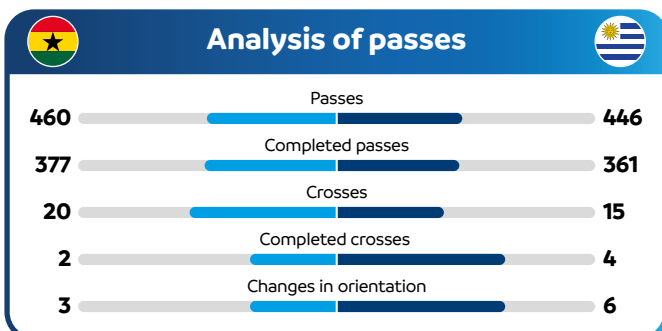 Analysis of passes
Passes
460 446
Completed passes
377 361
Crosses
20 15
Completed crosses
2 4
Changes in orientation
3 6